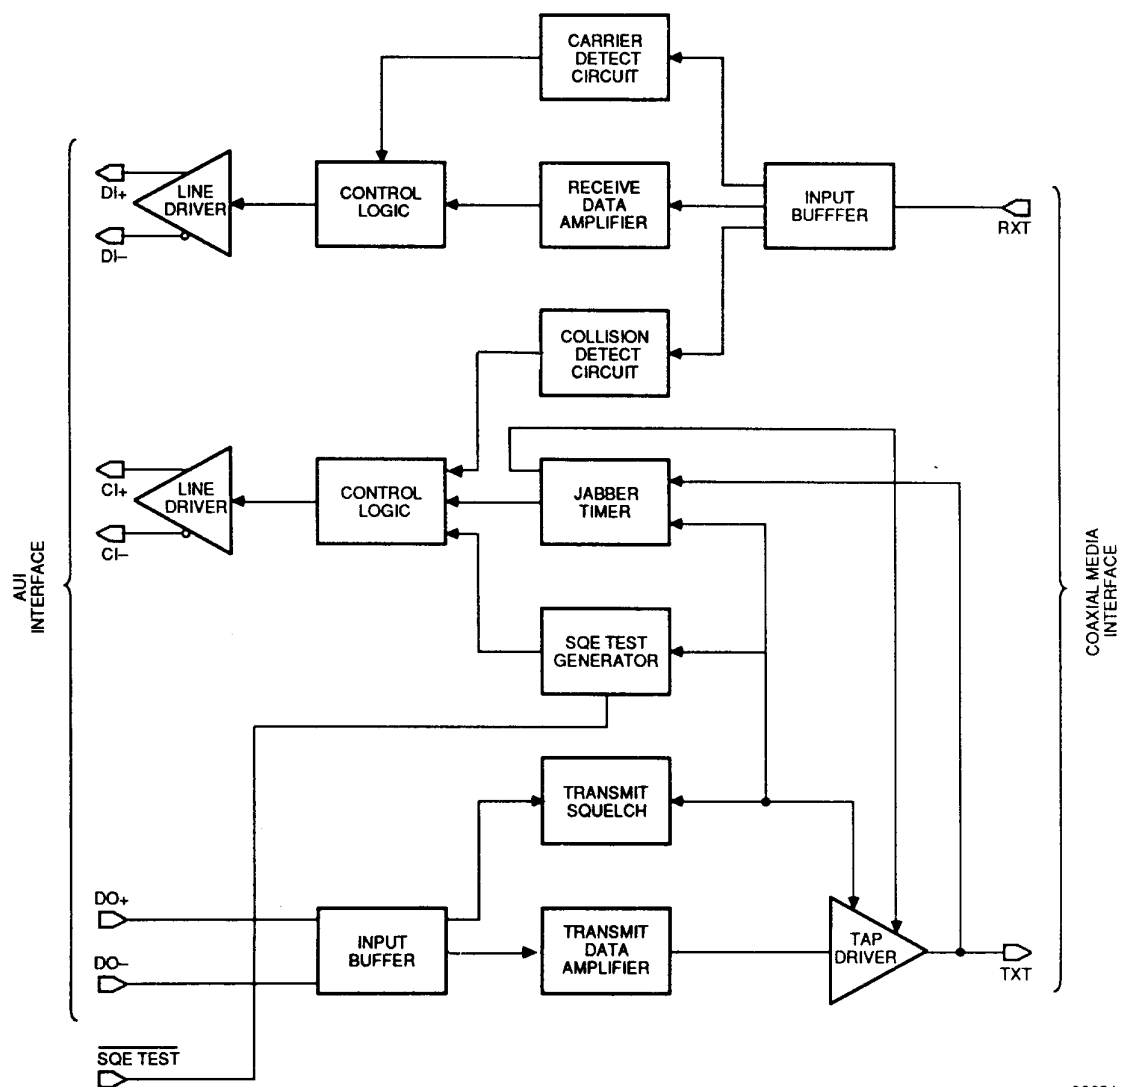 CARRIER
DETECT
CIRCUIT
DI+
DI–
LINE
DRIVER
CONTROL
LOGIC
RECEIVE
DATA
AMPLIFIER
INPUT
BUFFFER
RXT
COLLISION
DETECT
CIRCUIT
CI+
CI–
LINE
DRIVER
CONTROL
LOGIC
JABBER
TIMER
AUI
INTERFACE
COAXIAL MEDIA
INTERFACE
SQE TEST
GENERATOR
TRANSMIT
SQUELCH
DO+
DO–
INPUT
BUFFER
TRANSMIT
DATA
AMPLIFIER
TAP
DRIVER
TXT
SQE TEST